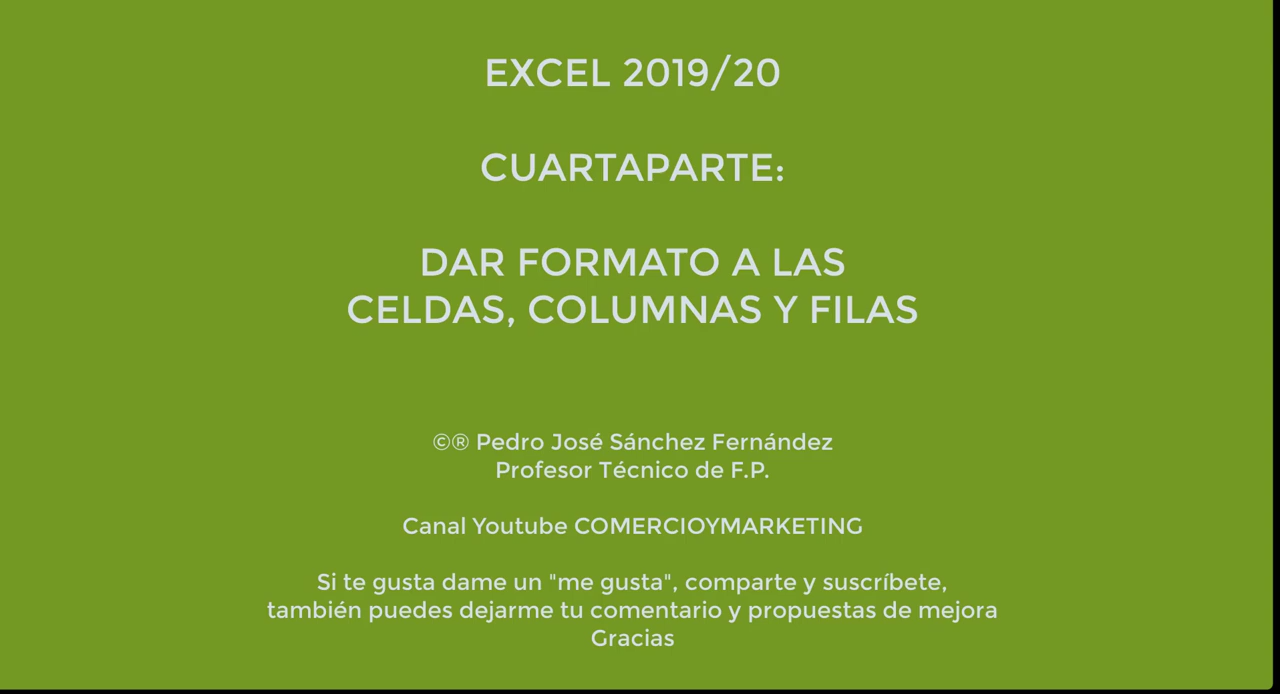 EXCEL 2019/20
CUARTAPARTE:
DAR FORMATO A LAS
CELDAS, COLUMNAS Y FILAS
©® Pedro José Sánchez Fernández
Profesor Técnico de F.P.
Canal Youtube COMERCIOYMARKETING
Si te gusta dame un "me gusta", comparte y suscríbete,
también puedes dejarme tu comentario y propuestas de mejora
Gracias